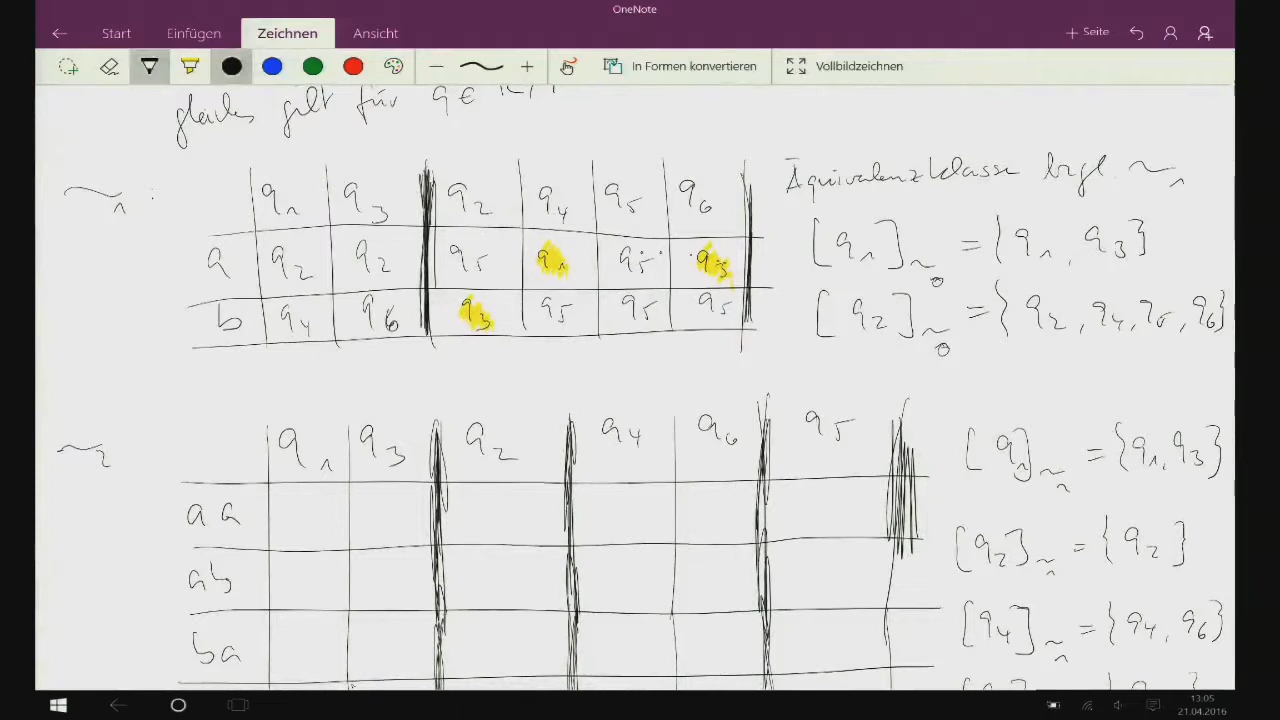 OneNote
Start Einfügen Zeichnen Ansicht
Seite
In Formen konvertieren Vollbildzeichnen
gleiches gilt für q ∈
Äquivalenzklasse bzgl. ~₁
~₁ :
q₁ q₃ q₂ q₄ q₅ q₆
a q₂ q₂ q₅ q₁ q₅ q₃
b q₄ q₆ q₃ q₅ q₅ q₅
[q₁]~₀ = {q₁, q₃}
[q₂]~₀ = {q₂, q₄, q₅, q₆}
~₂
q₁ q₃ q₂ q₄ q₆ q₅
aa
ab
ba
[q₁]~₁ = {q₁, q₃}
[q₂]~₁ = {q₂}
[q₄]~₁ = {q₄, q₆}
13:05
21.04.2016